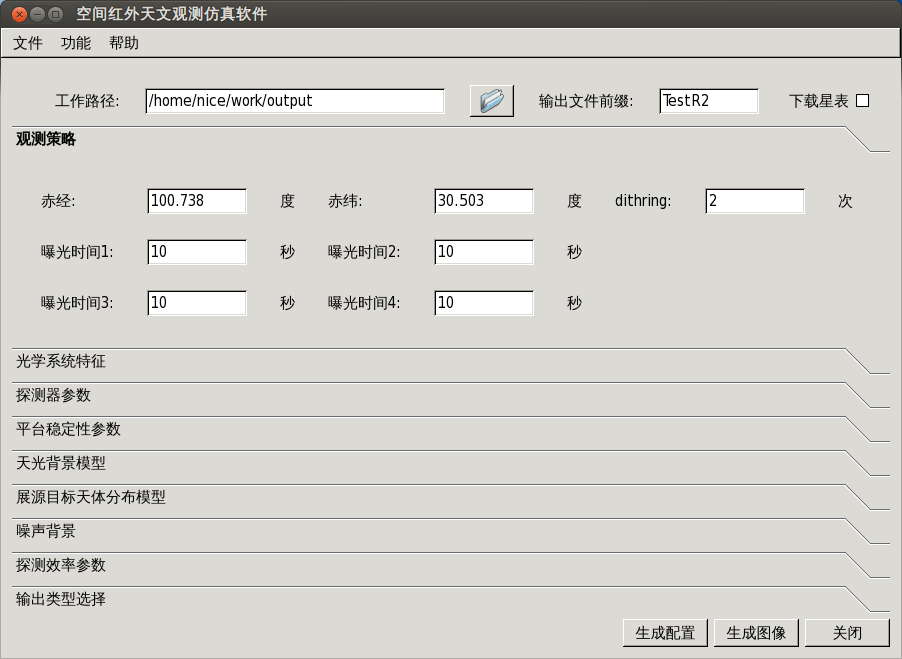 空间红外天文观测仿真软件
文件 功能 帮助
工作路径: /home/nice/work/output 输出文件前缀: TestR2 下载星表
观测策略
赤经: 100.738 度 赤纬: 30.503 度 dithring: 2 次
曝光时间1: 10 秒 曝光时间2: 10 秒
曝光时间3: 10 秒 曝光时间4: 10 秒
光学系统特征
探测器参数
平台稳定性参数
天光背景模型
展源目标天体分布模型
噪声背景
探测效率参数
输出类型选择
生成配置 生成图像 关闭